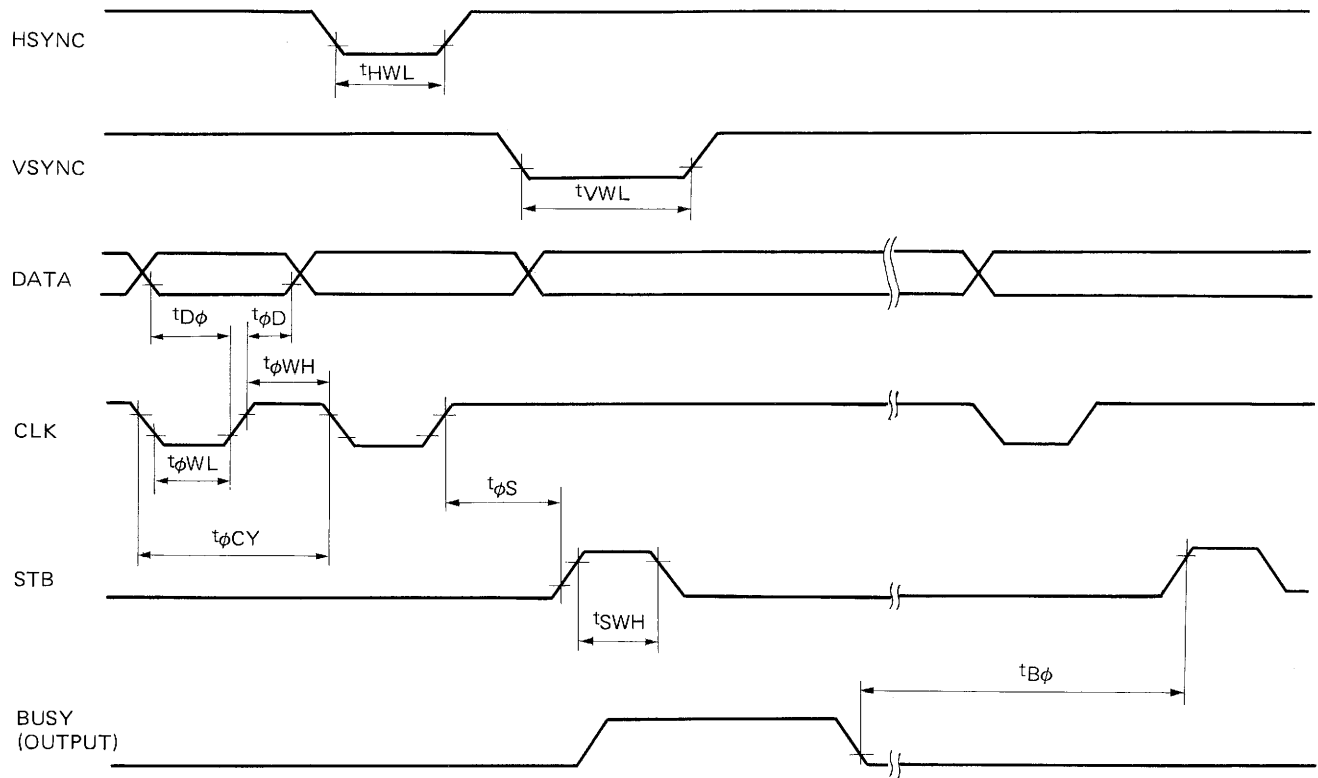 HSYNC
tHWL
VSYNC
tVWL
DATA
tDϕ
tϕD
tϕWH
CLK
tϕWL
tϕS
tϕCY
STB
tSWH
tBϕ
BUSY
(OUTPUT)